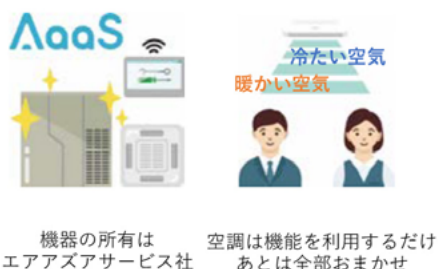 AaaS
冷たい空気
暖かい空気
機器の所有は
エアアズアサービス社
空調は機能を利用するだけ
あとは全部おまかせ